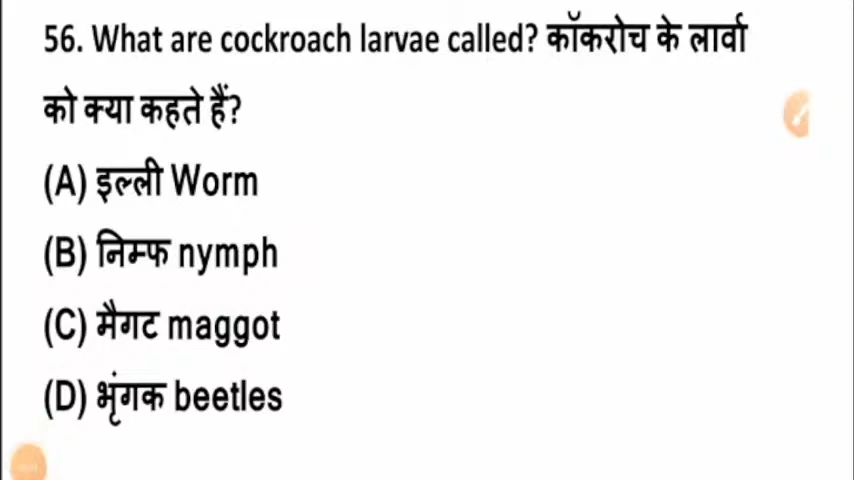 56. What are cockroach larvae called? कॉकरोच के लार्वा
को क्या कहते हैं?
(A) इल्ली Worm
(B) निम्फ nymph
(C) मैगट maggot
(D) भृंगक beetles